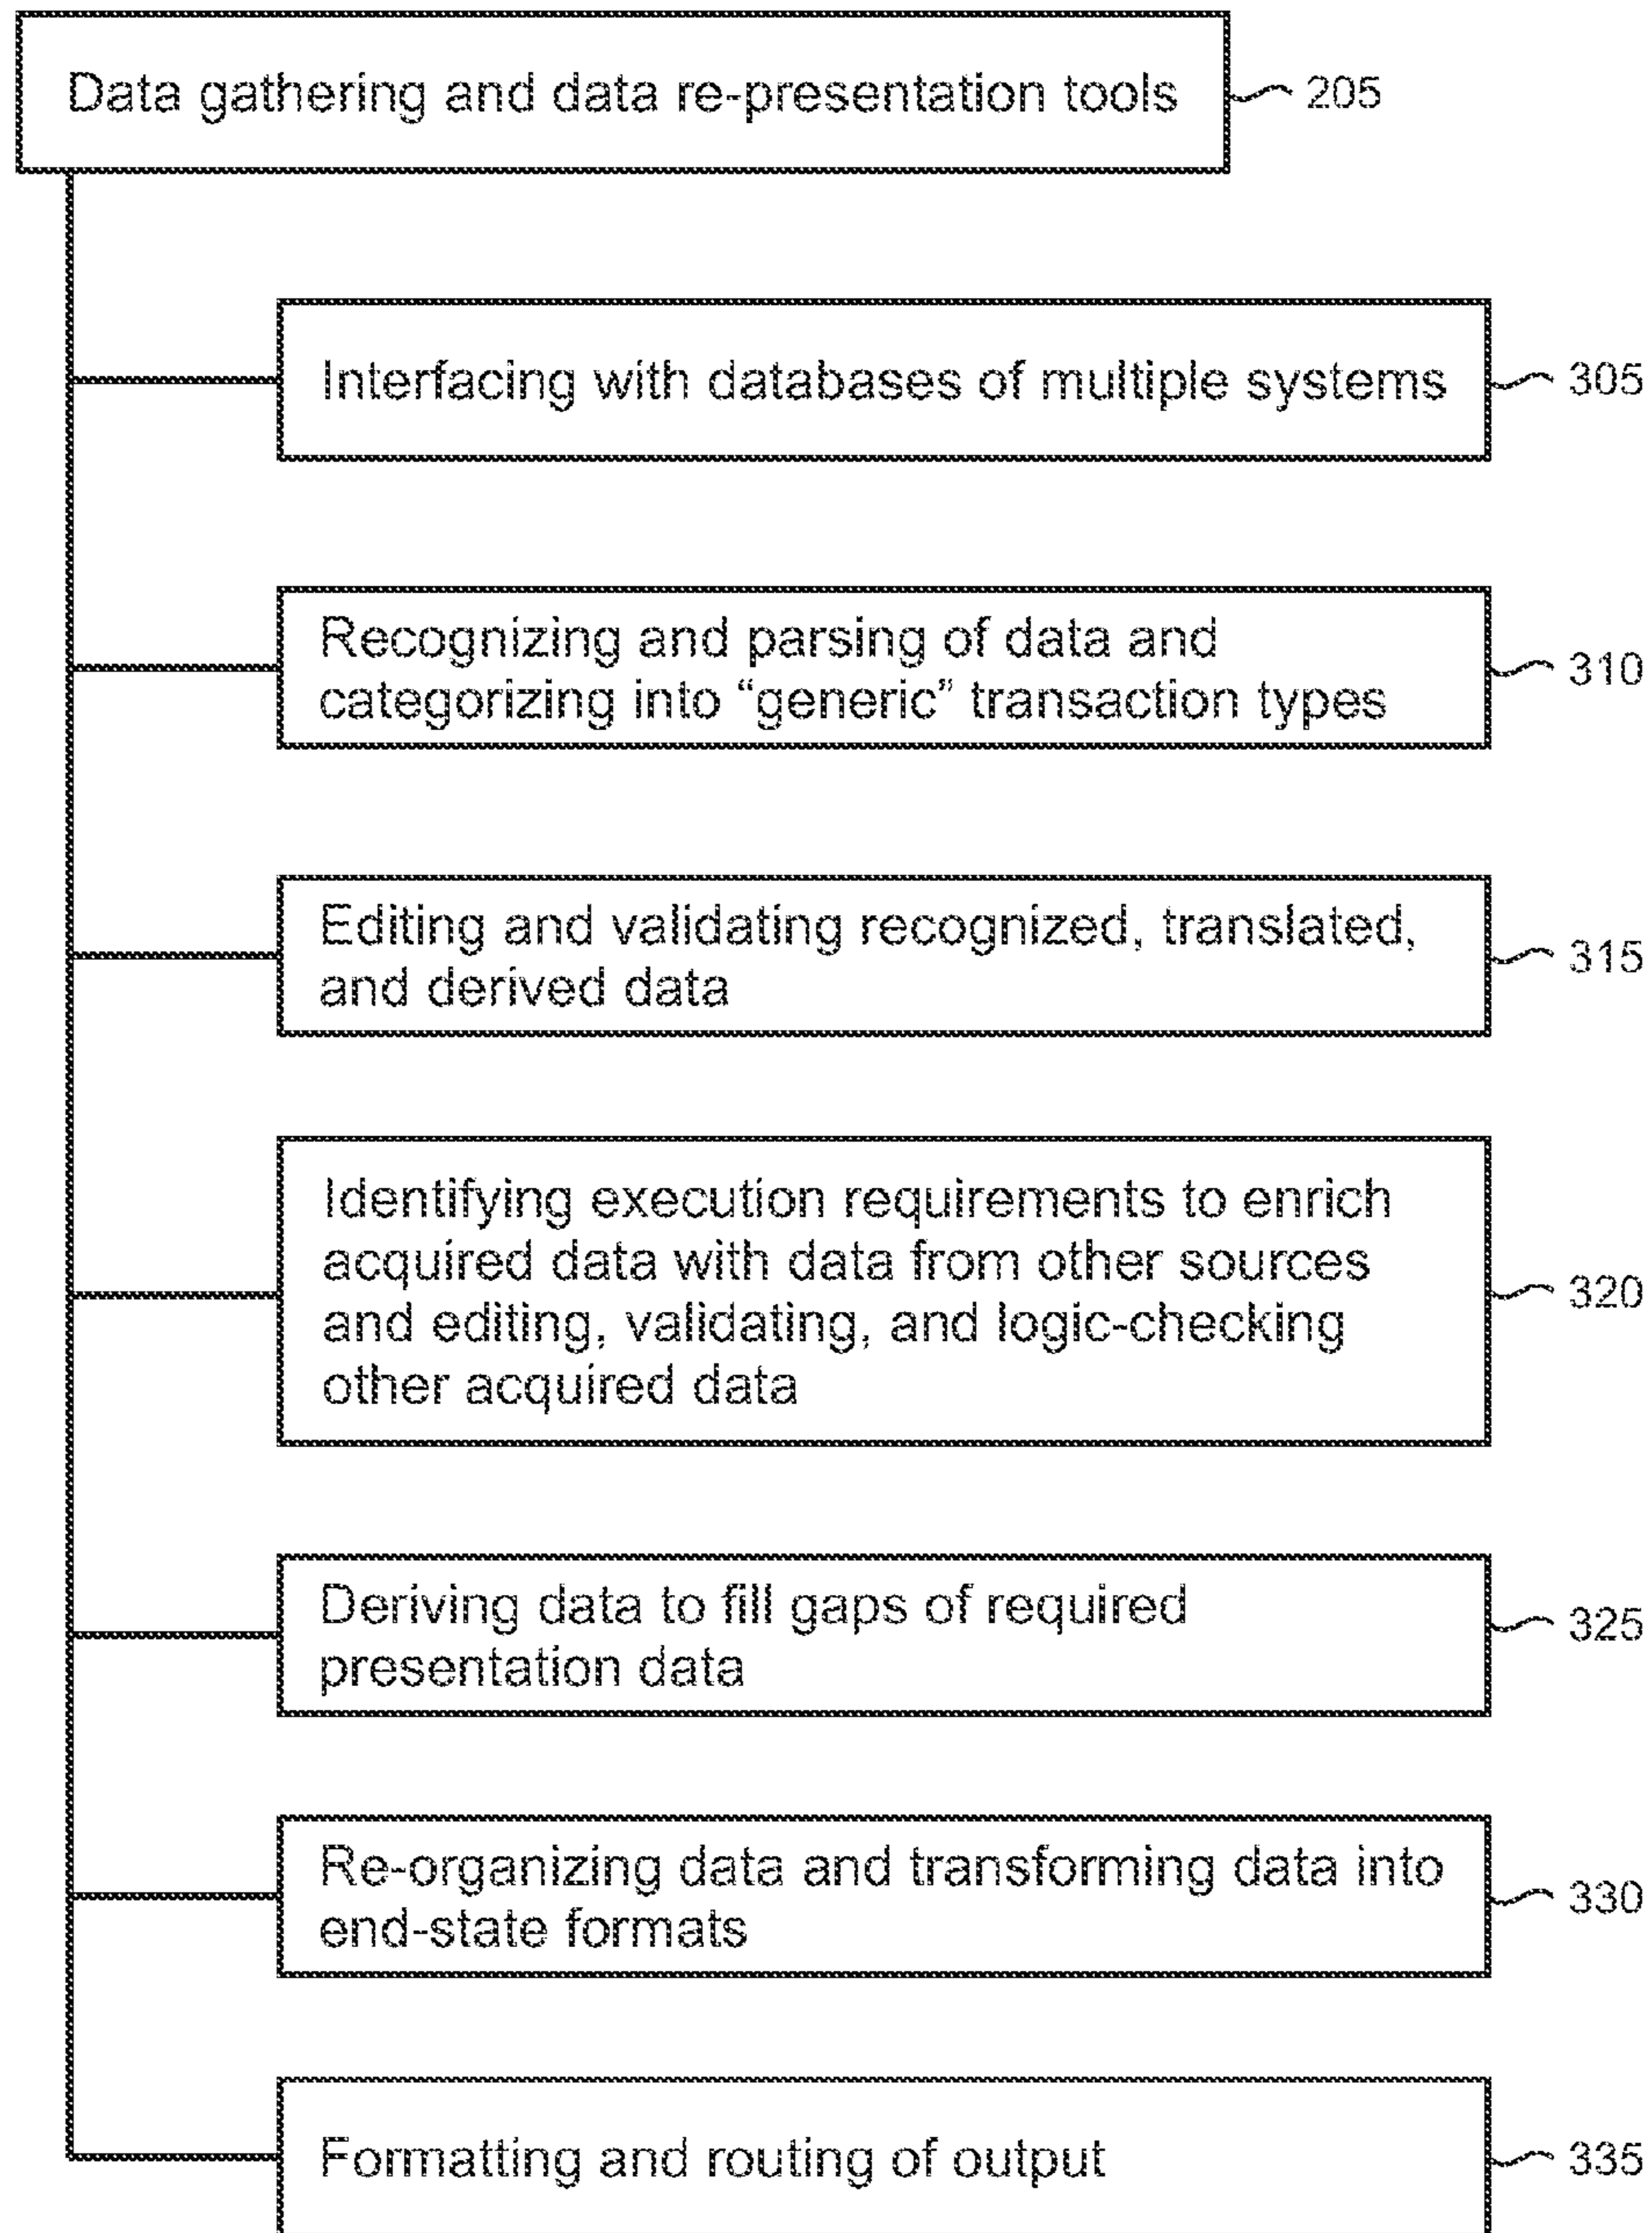 Data gathering and data re-presentation tools
205
Interfacing with databases of multiple systems
305
Recognizing and parsing of data and
categorizing into “generic” transaction types
310
Editing and validating recognized, translated,
and derived data
315
Identifying execution requirements to enrich
acquired data with data from other sources
and editing, validating, and logic-checking
other acquired data
320
Deriving data to fill gaps of required
presentation data
325
Re-organizing data and transforming data into
end-state formats
330
Formatting and routing of output
335